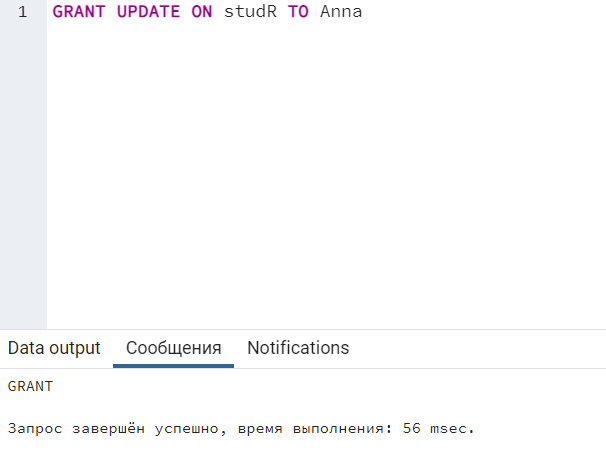 1 GRANT UPDATE ON studR TO Anna
Data output Сообщения Notifications
GRANT
Запрос завершён успешно, время выполнения: 56 msec.